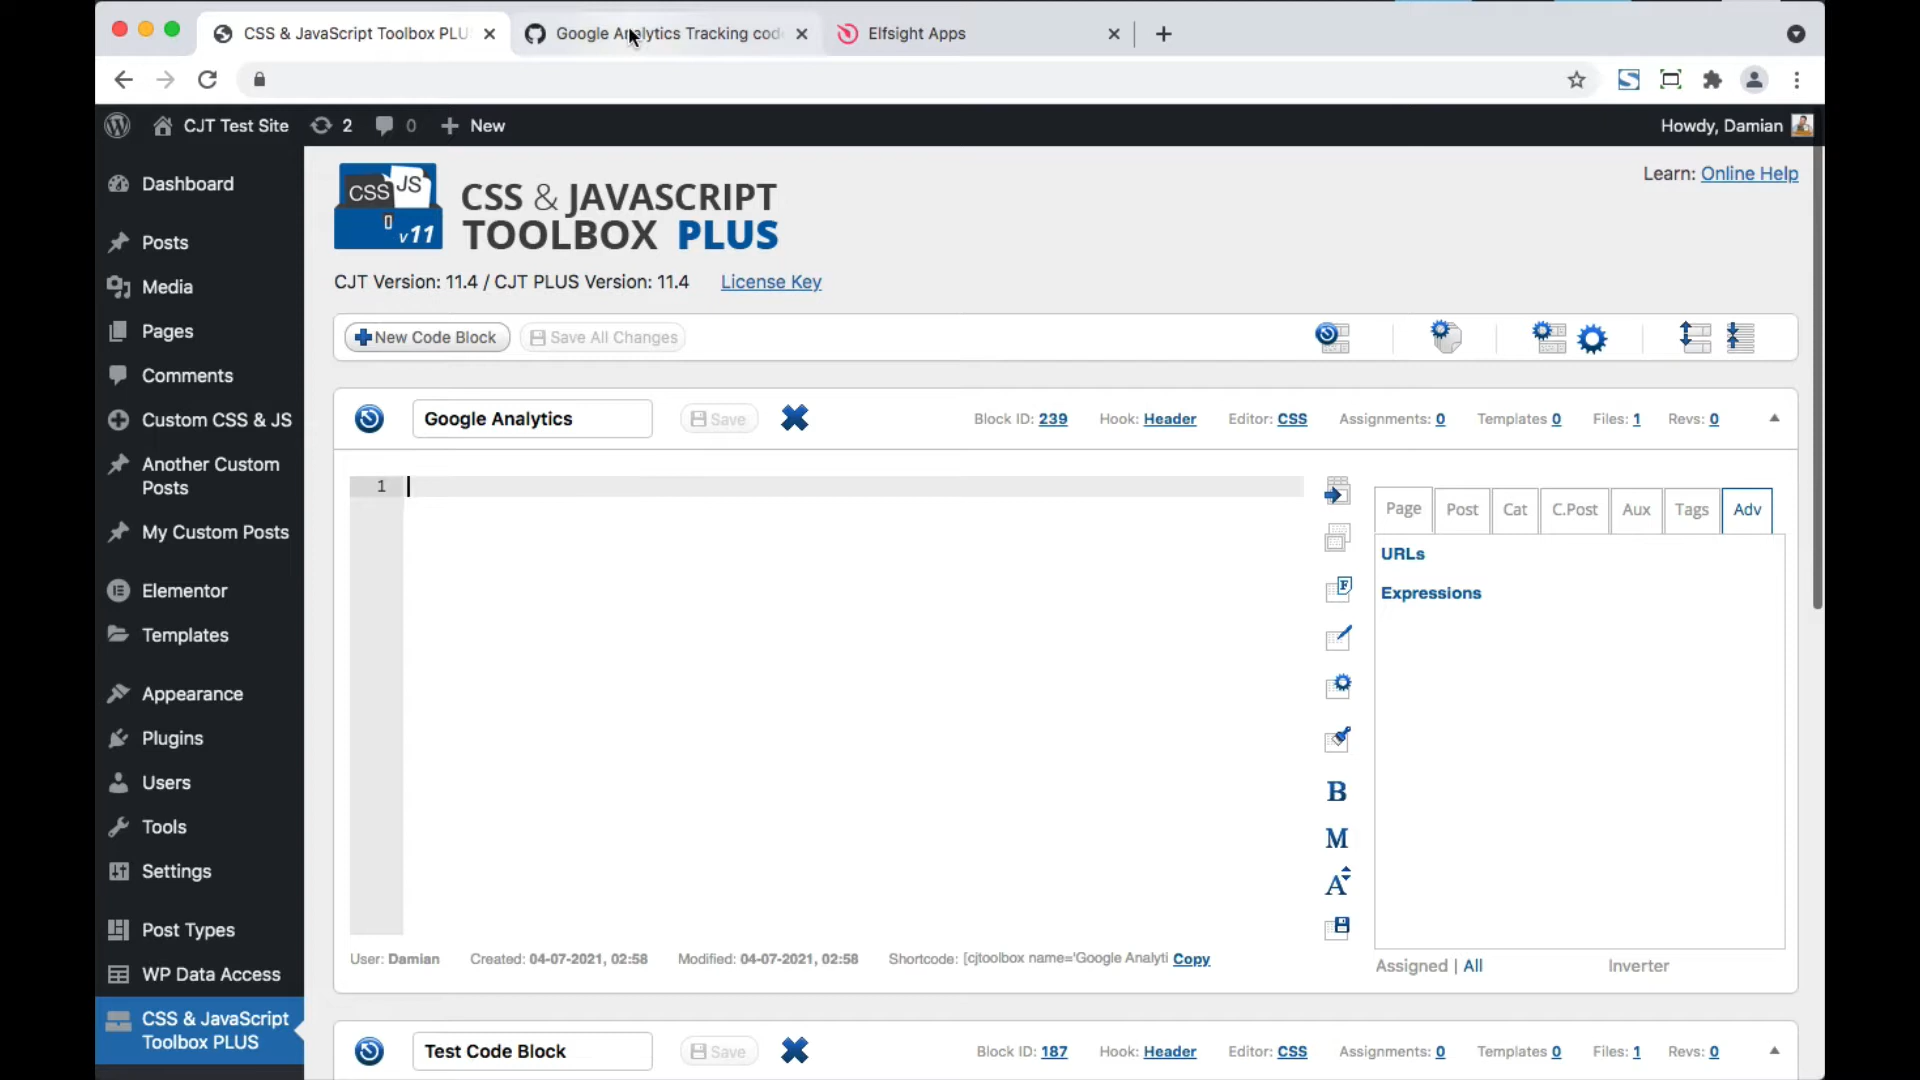 CSS & JavaScript Toolbox PLU
Google Analytics Tracking cod
Elfsight Apps
CJT Test Site 2 0 New
Howdy, Damian
Dashboard
Posts
Media
Pages
Comments
Custom CSS & JS
Another Custom
Posts
My Custom Posts
Elementor
Templates
Appearance
Plugins
Users
Tools
Settings
Post Types
WP Data Access
CSS & JavaScript
Toolbox PLUS
Learn: Online Help
CSS JS
v11
CSS & JAVASCRIPT
TOOLBOX PLUS
CJT Version: 11.4 / CJT PLUS Version: 11.4 License Key
New Code Block Save All Changes
Google Analytics Save Block ID: 239 Hook: Header Editor: CSS Assignments: 0 Templates 0 Files: 1 Revs: 0
1
F
B
M
A
Page Post Cat C.Post Aux Tags Adv
URLs
Expressions
Assigned | All Inverter
User: Damian Created: 04-07-2021, 02:58 Modified: 04-07-2021, 02:58 Shortcode: [cjtoolbox name='Google Analyti Copy
Test Code Block Save Block ID: 187 Hook: Header Editor: CSS Assignments: 0 Templates 0 Files: 1 Revs: 0